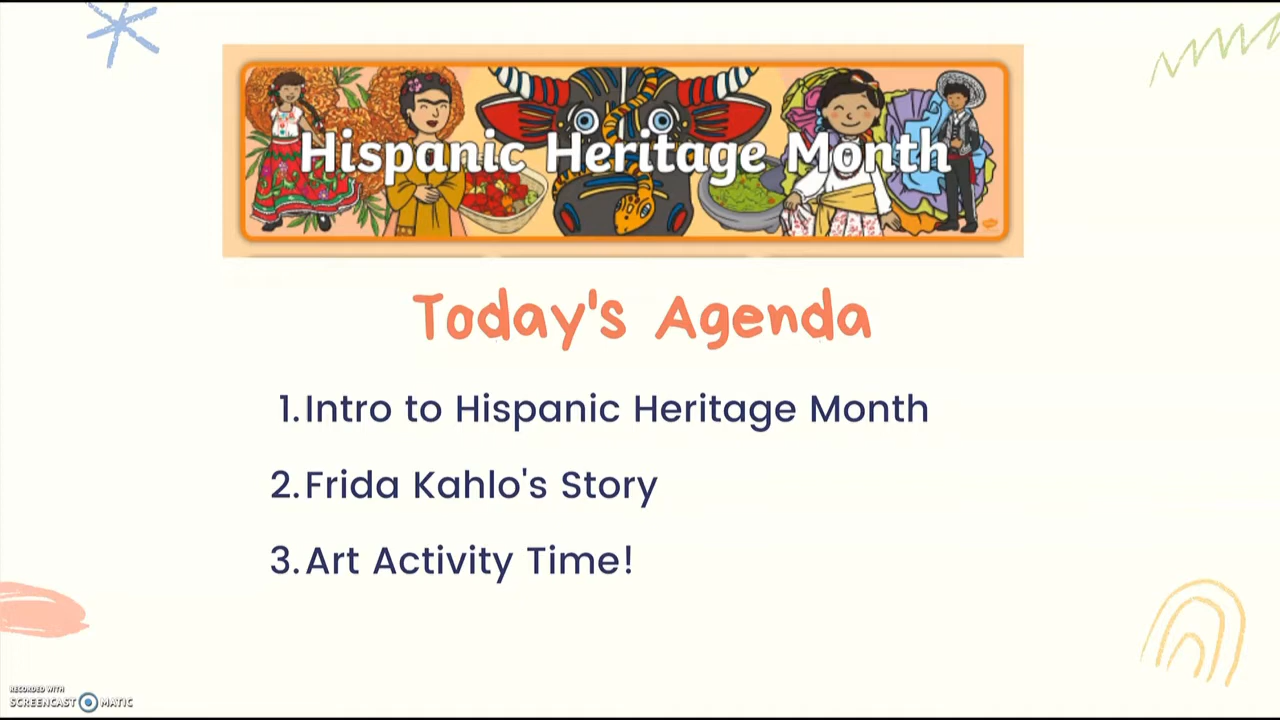 Hispanic Heritage Month
Today's Agenda
1. Intro to Hispanic Heritage Month
2. Frida Kahlo's Story
3. Art Activity Time!
RECORDED WITH
SCREENCAST MATIC